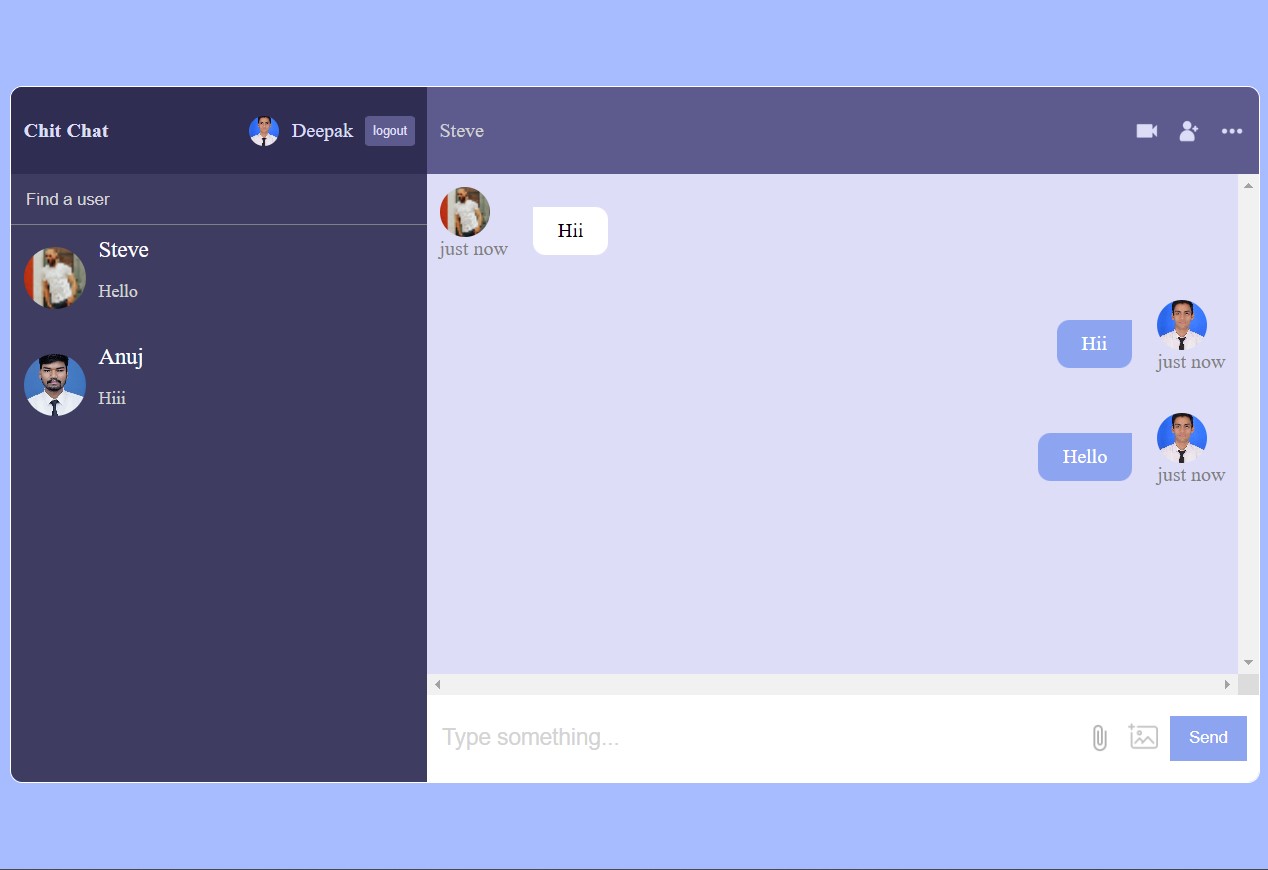 Chit Chat
Deepak
logout
Find a user
Steve
Hello
Anuj
Hiii
Steve
Hii
just now
Hii
just now
Hello
just now
Type something...
Send